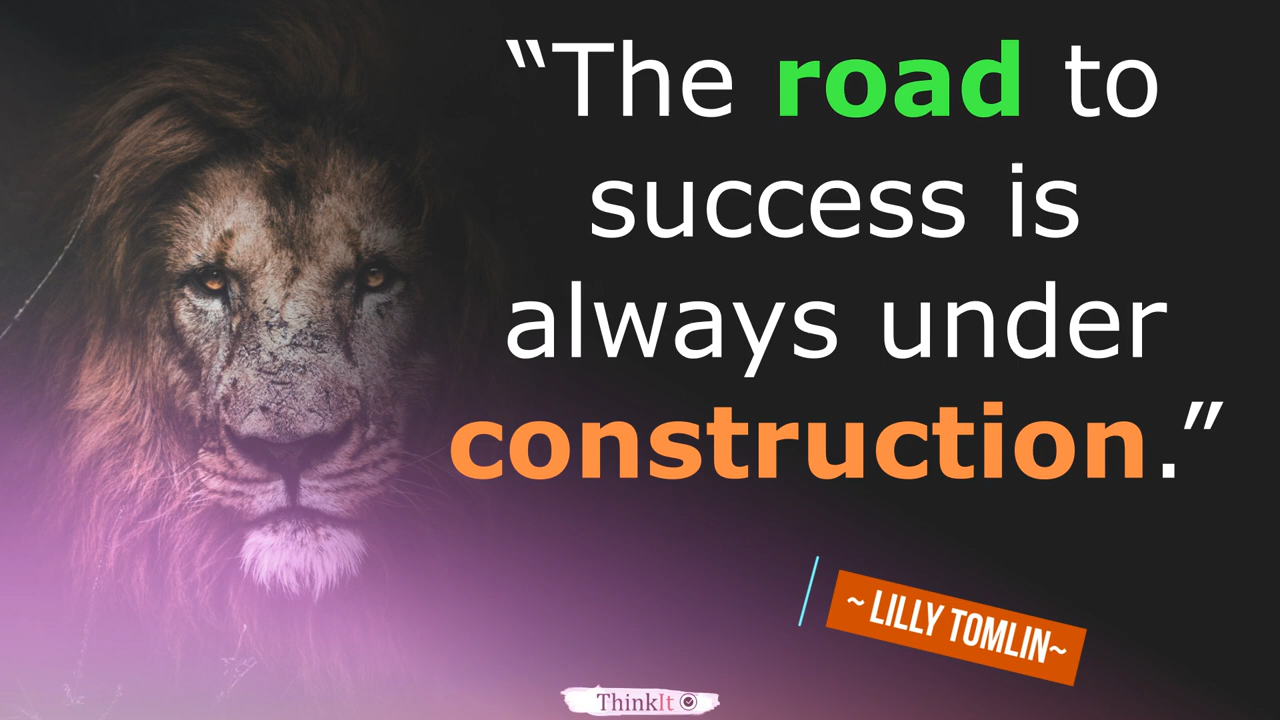 “The road to
success is
always under
construction.”
~ LILLY TOMLIN~
ThinkIt